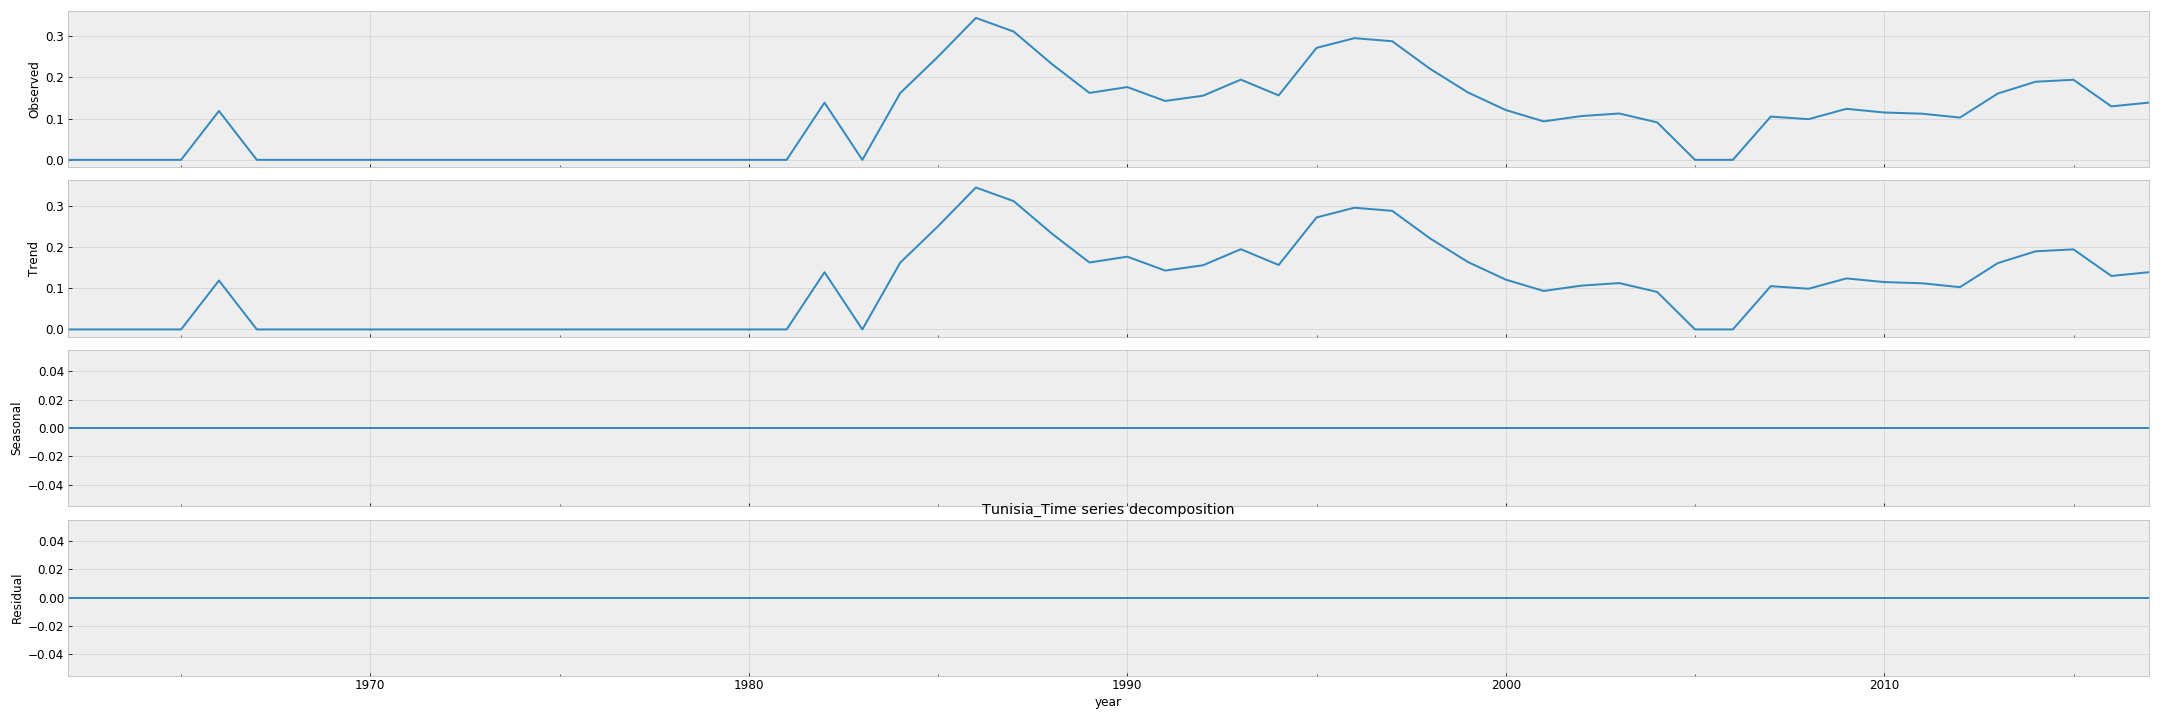 Observed
0.3
0.2
0.1
0.0
Trend
0.3
0.2
0.1
0.0
Seasonal
0.04
0.02
0.00
−0.02
−0.04
Tunisia_Time series decomposition
Residual
0.04
0.02
0.00
−0.02
−0.04
1970 1980 1990 2000 2010
year